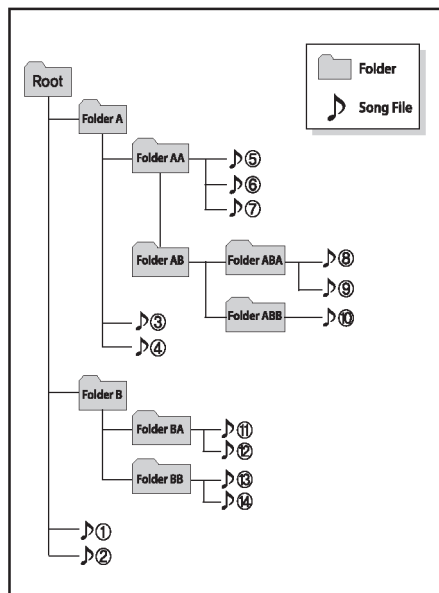 Root
Folder
Song File
Folder A
Folder AA
⑤
⑥
⑦
Folder AB
Folder ABA
⑧
⑨
Folder ABB
⑩
③
④
Folder B
Folder BA
⑪
⑫
Folder BB
⑬
⑭
①
②